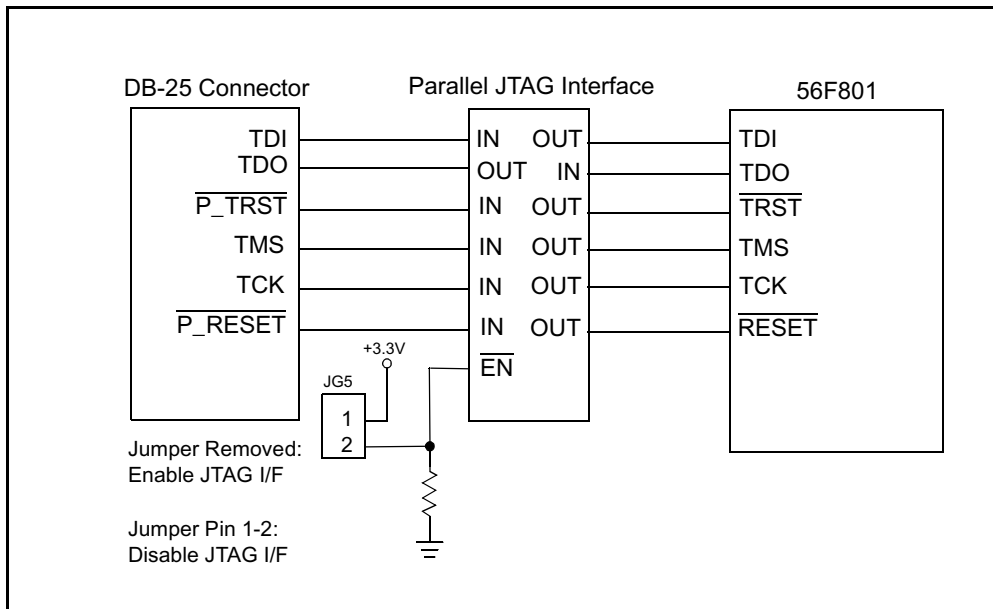 DB-25 Connector
Parallel JTAG Interface
56F801
TDI
IN OUT
TDI
TDO
OUT IN
TDO
P_TRST
IN OUT
TRST
TMS
IN OUT
TMS
TCK
IN OUT
TCK
P_RESET
IN OUT
RESET
+3.3V
EN
JG5
1
2
Jumper Removed:
Enable JTAG I/F
Jumper Pin 1-2:
Disable JTAG I/F